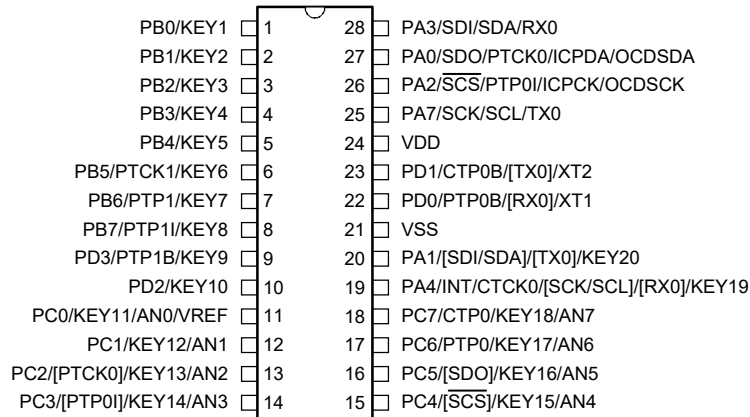 PB0/KEY1 1 28 PA3/SDI/SDA/RX0
PB1/KEY2 2 27 PA0/SDO/PTCK0/ICPDA/OCDSDA
PB2/KEY3 3 26 PA2/SCS/PTP0I/ICPCK/OCDSCK
PB3/KEY4 4 25 PA7/SCK/SCL/TX0
PB4/KEY5 5 24 VDD
PB5/PTCK1/KEY6 6 23 PD1/CTP0B/[TX0]/XT2
PB6/PTP1/KEY7 7 22 PD0/PTP0B/[RX0]/XT1
PB7/PTP1I/KEY8 8 21 VSS
PD3/PTP1B/KEY9 9 20 PA1/[SDI/SDA]/[TX0]/KEY20
PD2/KEY10 10 19 PA4/INT/CTCK0/[SCK/SCL]/[RX0]/KEY19
PC0/KEY11/AN0/VREF 11 18 PC7/CTP0/KEY18/AN7
PC1/KEY12/AN1 12 17 PC6/PTP0/KEY17/AN6
PC2/[PTCK0]/KEY13/AN2 13 16 PC5/[SDO]/KEY16/AN5
PC3/[PTP0I]/KEY14/AN3 14 15 PC4/[SCS]/KEY15/AN4